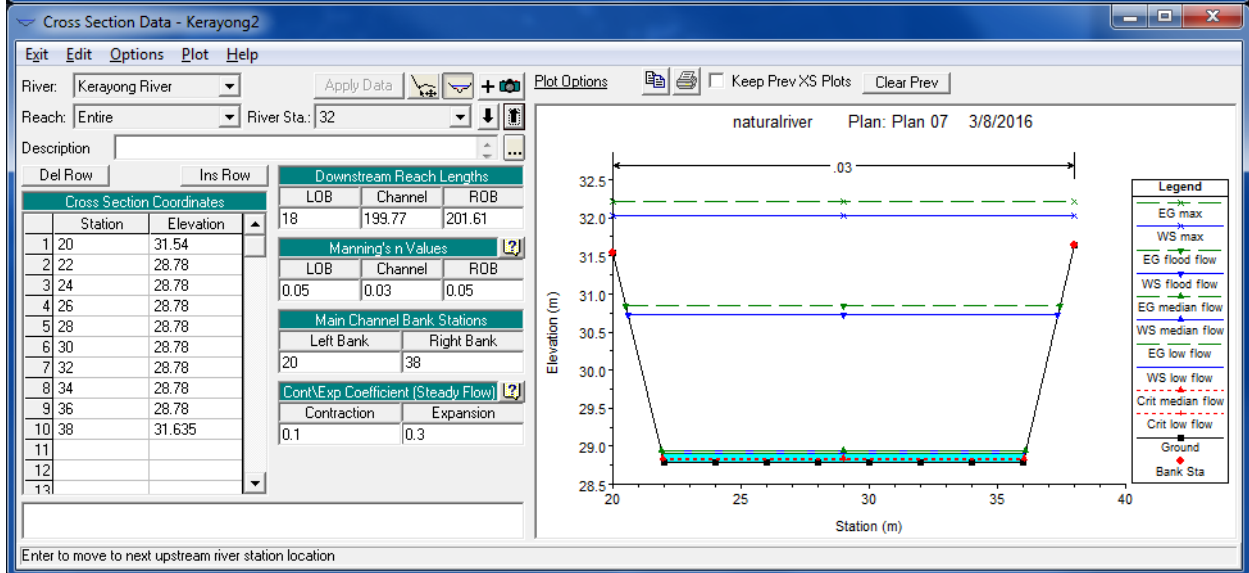 Cross Section Data - Kerayong2
Exit Edit Options Plot Help
River: Kerayong River Apply Data + Plot Options Keep Prev XS Plots Clear Prev
Reach: Entire River Sta.: 32
Description ...
Del Row Ins Row
Cross Section Coordinates
Station Elevation
1 20 31.54
2 22 28.78
3 24 28.78
4 26 28.78
5 28 28.78
6 30 28.78
7 32 28.78
8 34 28.78
9 36 28.78
10 38 31.635
11
12
13
Downstream Reach Lengths
LOB Channel ROB
18 199.77 201.61
Manning's n Values
LOB Channel ROB
0.05 0.03 0.05
Main Channel Bank Stations
Left Bank Right Bank
20 38
Cont\Exp Coefficient (Steady Flow)
Contraction Expansion
0.1 0.3
naturalriver Plan: Plan 07 3/8/2016
.03
32.5
32.0
31.5
31.0
30.5
30.0
29.5
29.0
28.5
Elevation (m)
20 25 30 35 40
Station (m)
Legend
EG max
WS max
EG flood flow
WS flood flow
EG median flow
WS median flow
EG low flow
WS low flow
Crit median flow
Crit low flow
Ground
Bank Sta
Enter to move to next upstream river station location